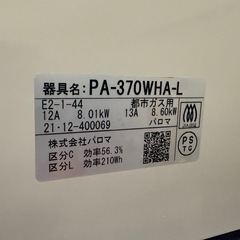 器具名: PA-370WHA-L
E2-1-44 都市ガス用
12A 8.01kW 13A 8.60kW
21・12-400069 パロマ
株式会社パロマ
区分C 効率56.3%
区分L 効率210Wh
PS
TG